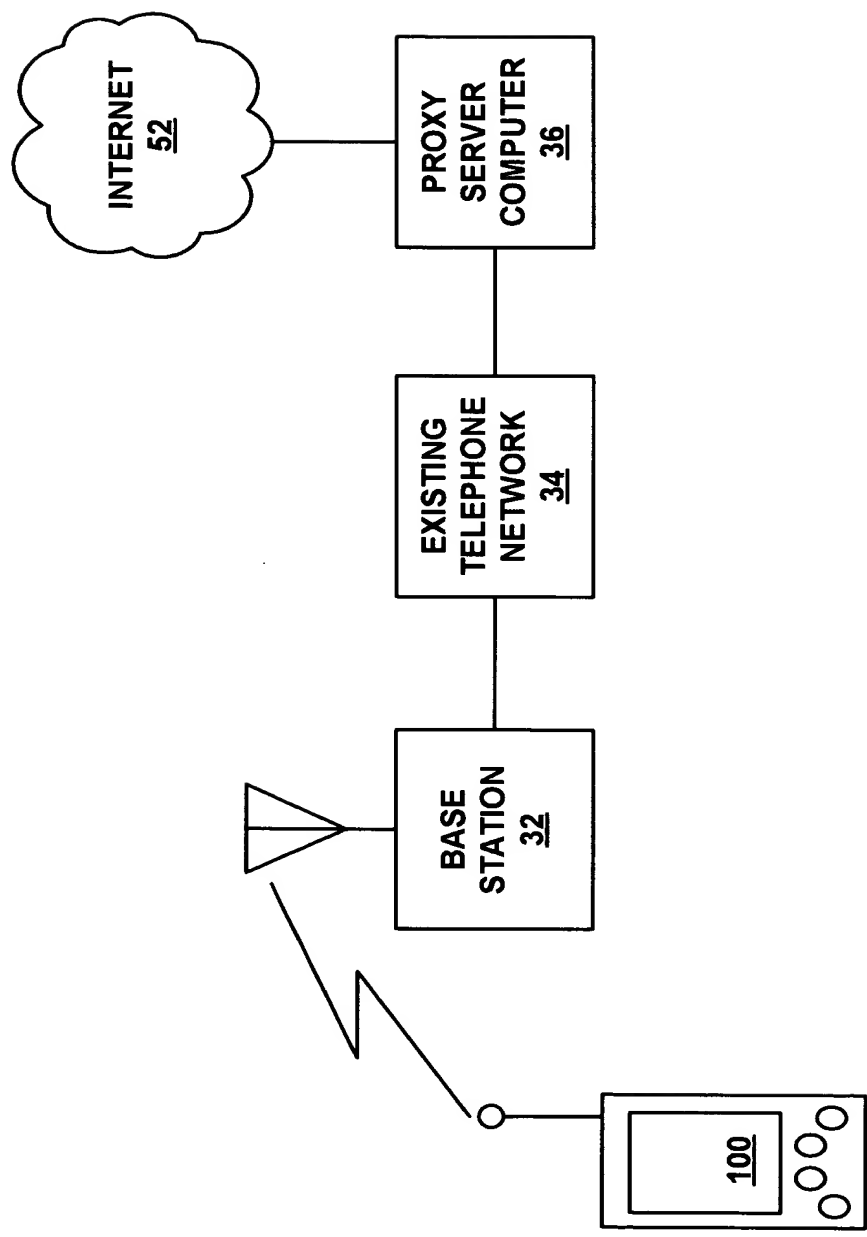 INTERNET
52
PROXY
SERVER
COMPUTER
36
EXISTING
TELEPHONE
NETWORK
34
BASE
STATION
32
100